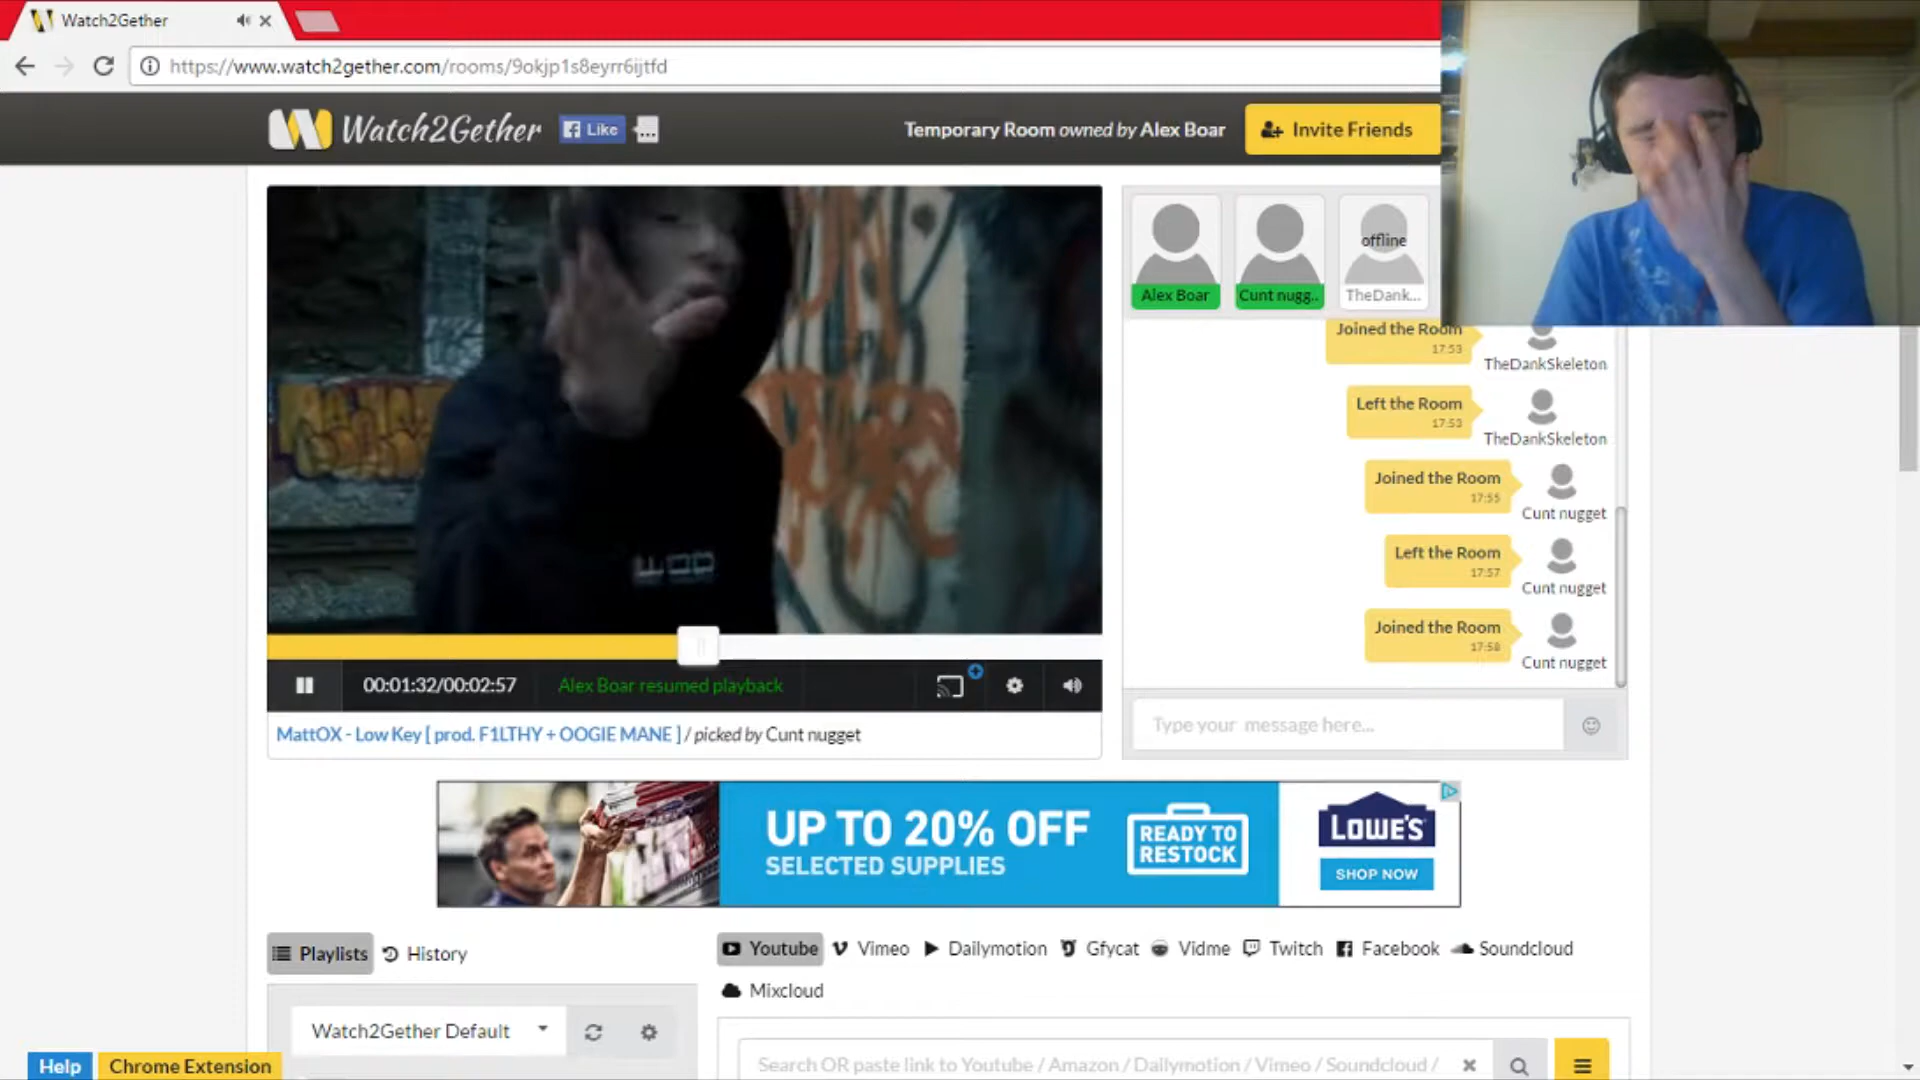 Watch2Gether
https://www.watch2gether.com/rooms/9okjp1s8eyrr6ijtfd
Watch2Gether
Like
Temporary Room owned by Alex Boar
Invite Friends
Alex Boar
Cunt nugg..
offline
TheDank...
Joined the Room
17:53
TheDankSkeleton
Left the Room
17:53
TheDankSkeleton
Joined the Room
17:55
Cunt nugget
Left the Room
17:57
Cunt nugget
Joined the Room
17:58
Cunt nugget
00:01:32/00:02:57
Alex Boar resumed playback
MattOX - Low Key [ prod. F1LTHY + OOGIE MANE ] / picked by Cunt nugget
Type your message here...
UP TO 20% OFF
SELECTED SUPPLIES
READY TO
RESTOCK
LOWE'S
SHOP NOW
Playlists
History
Youtube
Vimeo
Dailymotion
Gfycat
Vidme
Twitch
Facebook
Soundcloud
Mixcloud
Watch2Gether Default
Search OR paste link to Youtube / Amazon / Dailymotion / Vimeo / Soundcloud /
Help
Chrome Extension